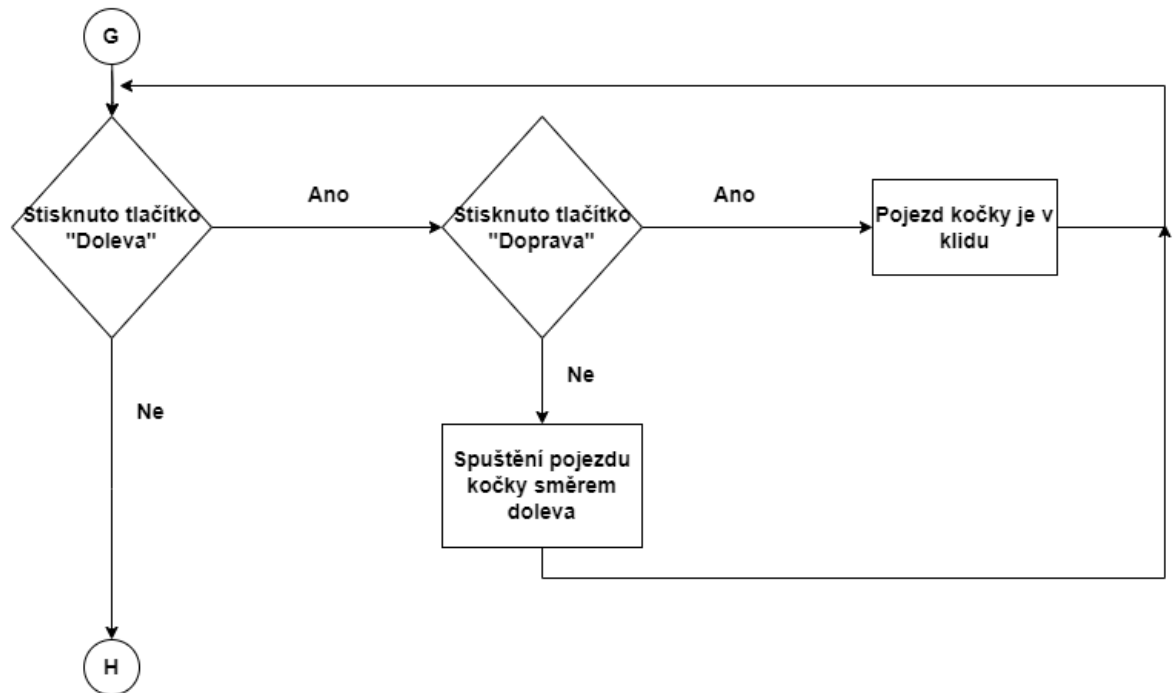 G
Stisknuto tlačítko
"Doleva"
Ano
Stisknuto tlačítko
"Doprava"
Ano
Pojezd kočky je v
klidu
Ne
Ne
Spuštění pojezdu
kočky směrem
doleva
H